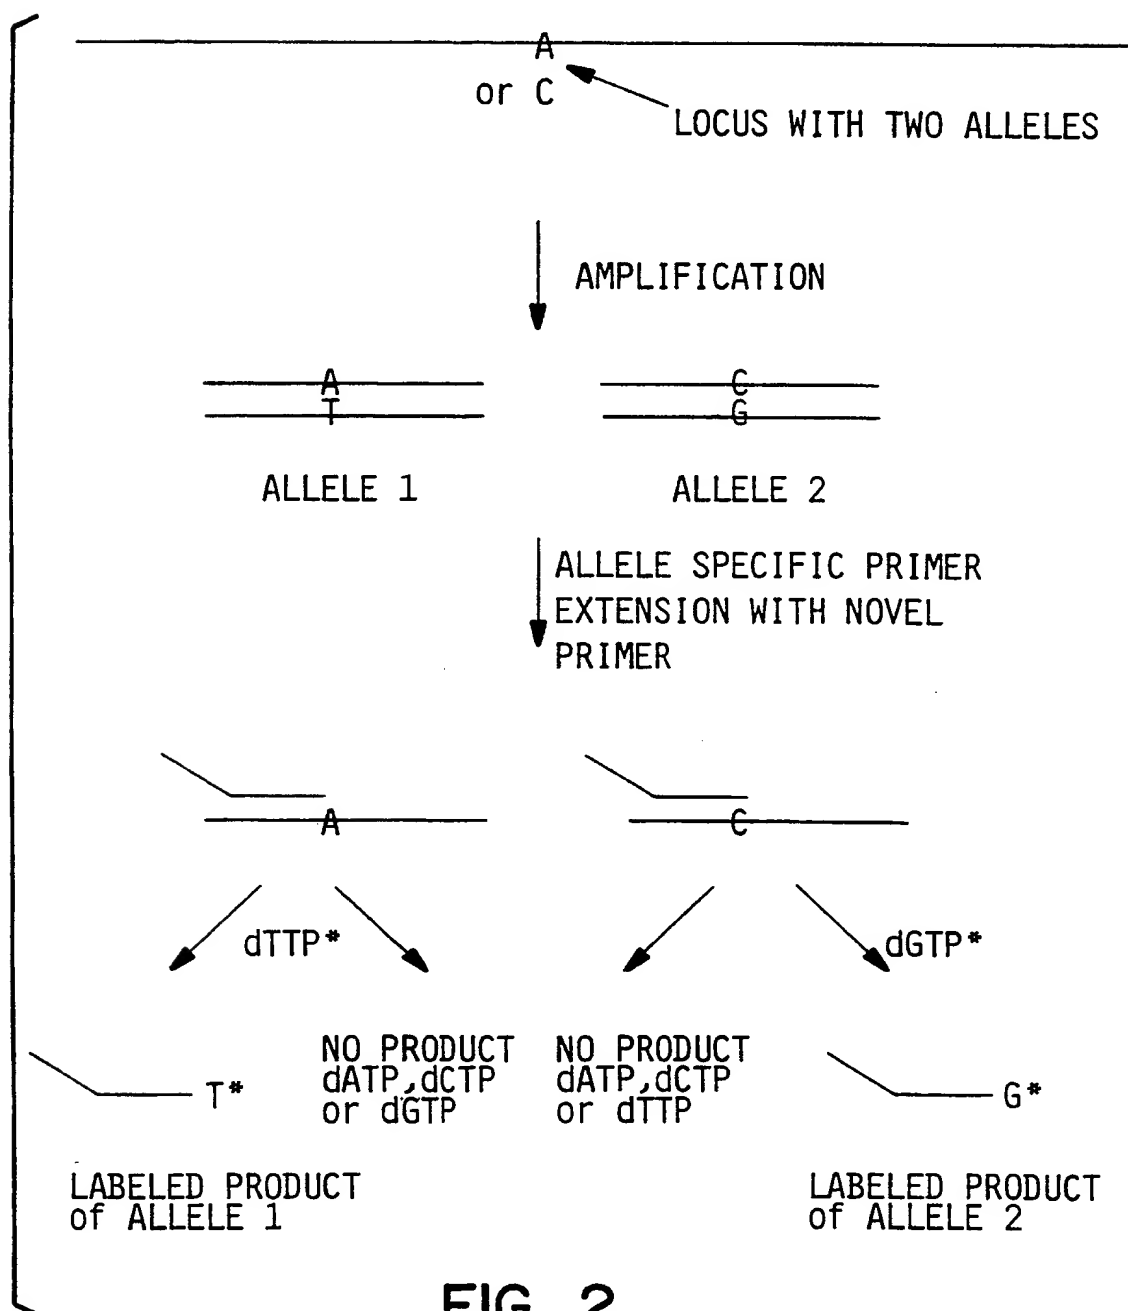 A
or C
LOCUS WITH TWO ALLELES
AMPLIFICATION
A
T
C
G
ALLELE 1
ALLELE 2
ALLELE SPECIFIC PRIMER
EXTENSION WITH NOVEL
PRIMER
A
C
dTTP*
dGTP*
NO PRODUCT
dATP,dCTP
or dGTP
NO PRODUCT
dATP,dCTP
or dTTP
T*
G*
LABELED PRODUCT
of ALLELE 1
LABELED PRODUCT
of ALLELE 2
FIG. 2